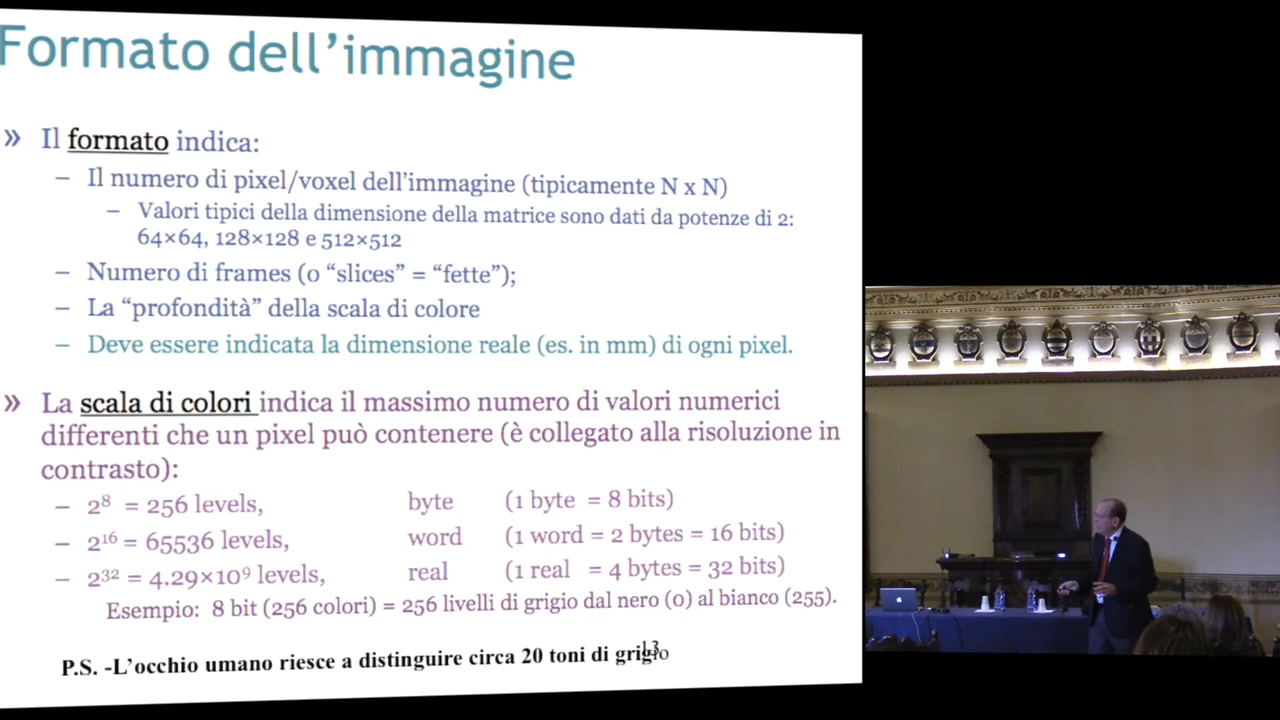 Formato dell'immagine
» Il formato indica:
– Il numero di pixel/voxel dell'immagine (tipicamente N x N)
– Valori tipici della dimensione della matrice sono dati da potenze di 2:
64×64, 128×128 e 512×512
– Numero di frames (o “slices” = “fette”);
– La “profondità” della scala di colore
– Deve essere indicata la dimensione reale (es. in mm) di ogni pixel.
» La scala di colori indica il massimo numero di valori numerici
differenti che un pixel può contenere (è collegato alla risoluzione in
contrasto):
– 2⁸ = 256 levels, byte (1 byte = 8 bits)
– 2¹⁶ = 65536 levels, word (1 word = 2 bytes = 16 bits)
– 2³² = 4.29×10⁹ levels, real (1 real = 4 bytes = 32 bits)
Esempio: 8 bit (256 colori) = 256 livelli di grigio dal nero (0) al bianco (255).
P.S. -L'occhio umano riesce a distinguire circa 20 toni di grigio
13